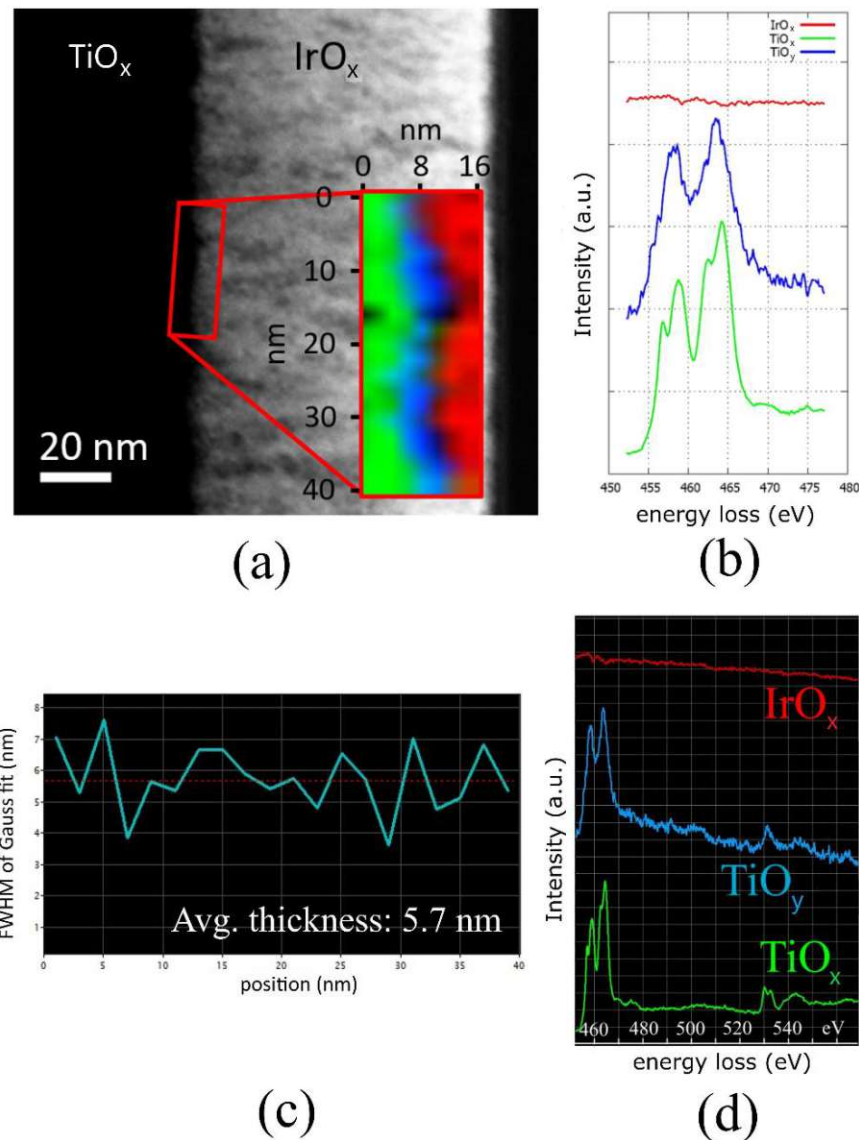 TiOx
IrOx
nm
0 8 16
0
10
20
30
40
nm
20 nm
(a)
IrOx
TiOx
TiOy
Intensity (a.u.)
450 455 460 465 470 475 480
energy loss (eV)
(b)
8
7
6
5
4
3
2
1
FWHM of Gauss fit (nm)
Avg. thickness: 5.7 nm
0 5 10 15 20 25 30 35 40
position (nm)
(c)
IrOx
TiOy
TiOx
Intensity (a.u.)
460 480 500 520 540 eV
energy loss (eV)
(d)